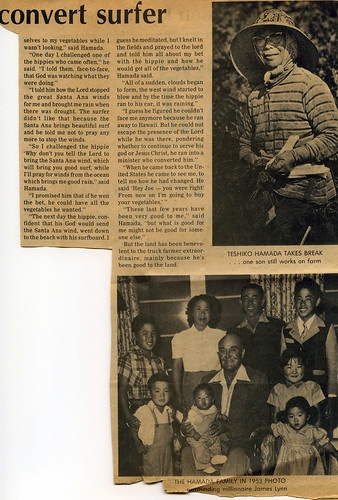 convert surfer
selves to my vegetables while I
wasn't looking," said Hamada.
"One day I challenged one of
the hippies who came often," he
said. "I told them, face-to-face,
that God was watching what they
were doing."
"I told him how the Lord stopped
the great Santa Ana winds
for me and brought me rain when
there was drought. The surfer
didn't like that because the
Santa Ana brings beautiful surf
and he told me not to pray any
more to stop the winds.
"So I challenged the hippie
'Why don't you tell the Lord to
bring the Santa Ana wind, which
will bring you good surf, while
I'll pray for winds from the ocean
which brings me good rain," said
Hamada.
"I promised him that if he won
the bet, he could have all the
vegetables he wanted."
"The next day the hippie, con-
fident that his God would send
the Santa Ana wind, went down
to the beach with his surfboard. I
guess he meditated, but I knelt in
the fields and prayed to the lord
and told him all about my bet
with the hippie and how he
would get all of the vegetables,"
Hamada said.
"All of a sudden, clouds began
to form, the west wind started to
blow and by the time the hippie
ran to his car, it was raining."
"I guess he figured he couldn't
face me anymore because he ran
away to Hawaii. But he could not
escape the presence of the Lord
while he was there, pondering
whether to continue to serve his
god or Jesus Christ, he ran into a
minister who converted him."
"When he came back to the Un-
ited States he came to see me, to
tell me how he had changed. He
said 'Hey Joe — you were right!
From now on I'm going to buy
your vegetables.' "
"These last few years have
been very good to me," said
Hamada, "but what is good for
me might not be good for some-
one else."
But the land has been benevo-
lent to the truck farmer extraor-
dinaire, mainly because he's
been good to the land.
TESHIKO HAMADA TAKES BREAK
. . . one son still works on farm
THE HAMADA FAMILY IN 1953 PHOTO
millionaire James Lynn